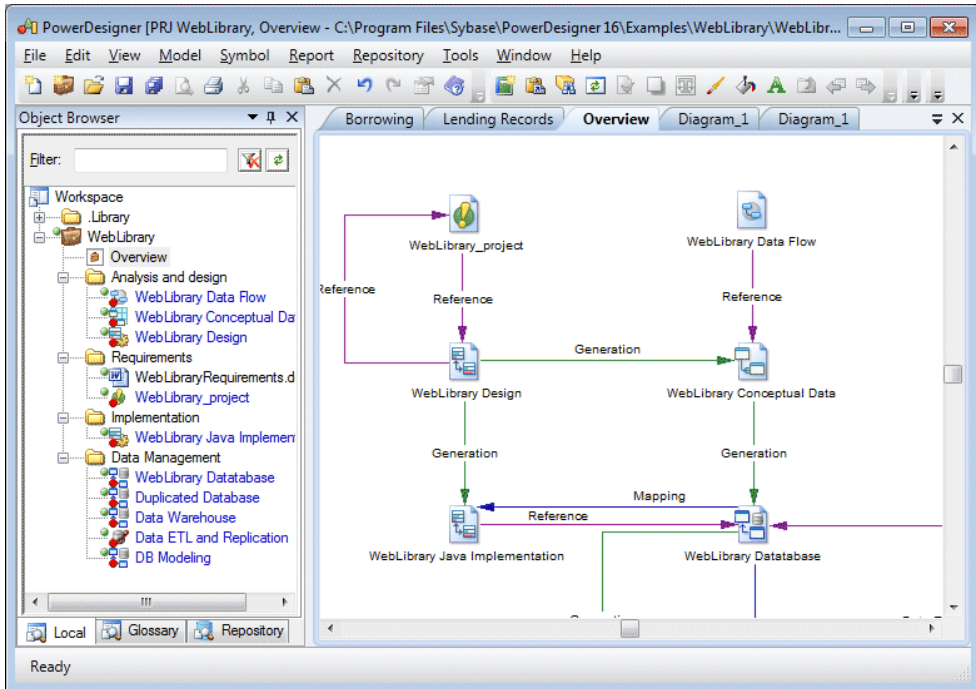 PowerDesigner [PRJ WebLibrary, Overview - C:\Program Files\Sybase\PowerDesigner 16\Examples\WebLibrary\WebLibr...
File Edit View Model Symbol Report Repository Tools Window Help
Object Browser
Filter:
Workspace
.Library
WebLibrary
Overview
Analysis and design
WebLibrary Data Flow
WebLibrary Conceptual Da
WebLibrary Design
Requirements
WebLibraryRequirements.d
WebLibrary_project
Implementation
WebLibrary Java Implemen
Data Management
WebLibrary Datatabase
Duplicated Database
Data Warehouse
Data ETL and Replication
DB Modeling
Local Glossary Repository
Borrowing Lending Records Overview Diagram_1 Diagram_1
WebLibrary_project
WebLibrary Data Flow
Reference
Reference
Reference
Generation
WebLibrary Design
WebLibrary Conceptual Data
Generation
Generation
Mapping
Reference
WebLibrary Java Implementation
WebLibrary Datatabase
Ready